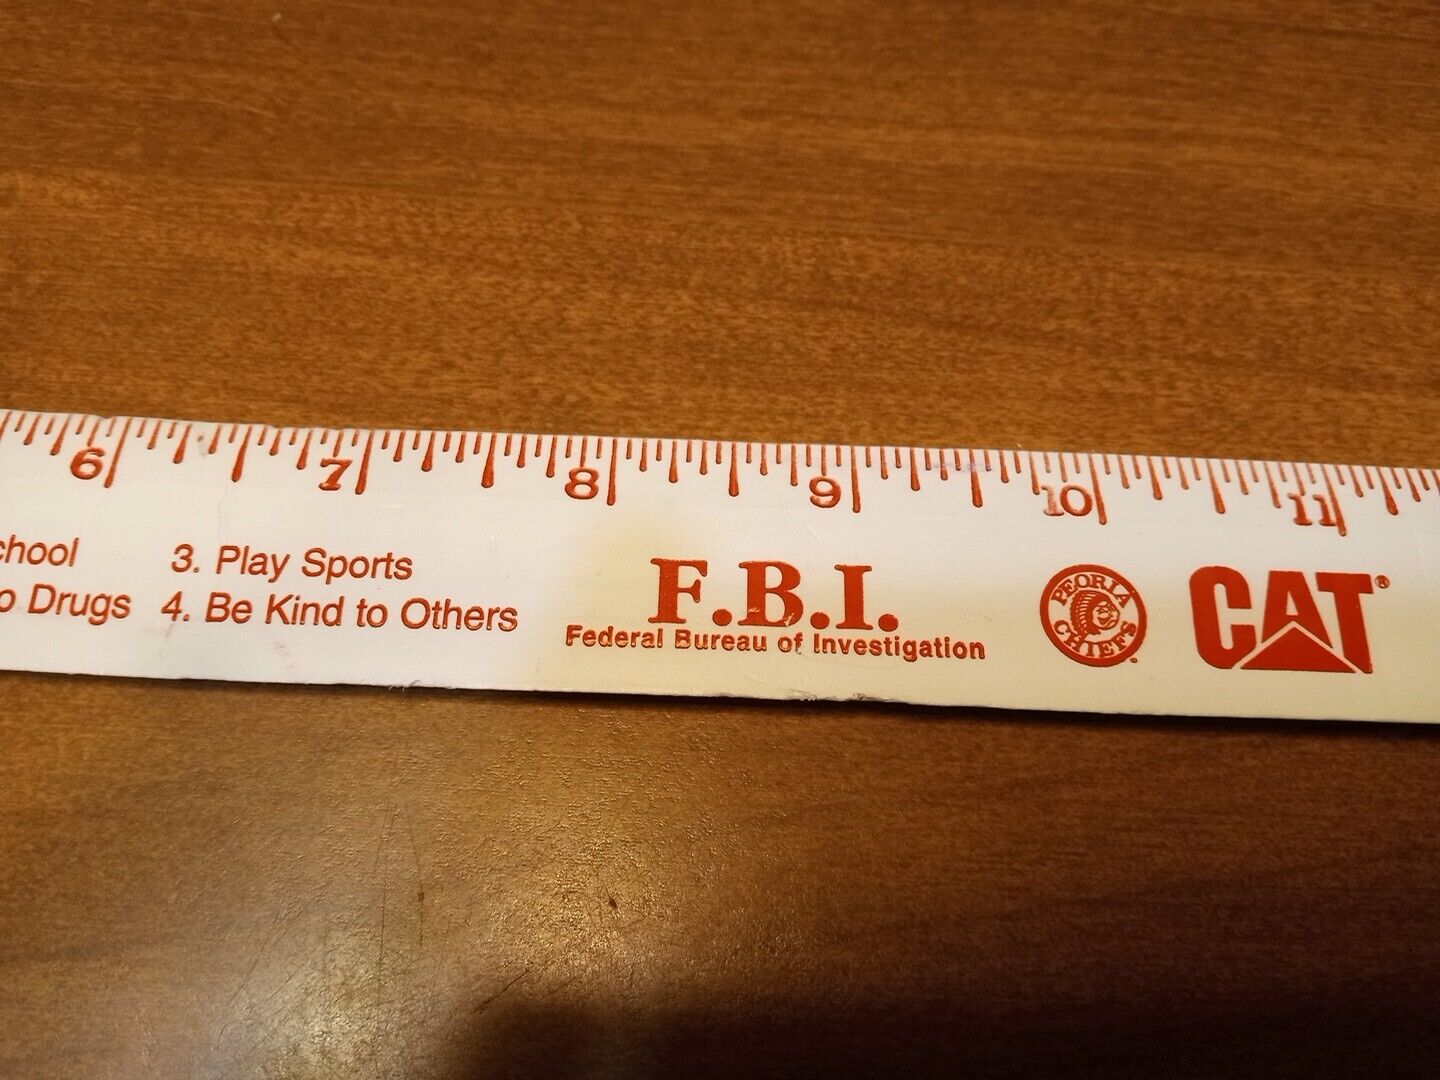 6 7 8 9 10 11
chool
o Drugs
3. Play Sports
4. Be Kind to Others
F.B.I.
Federal Bureau of Investigation
PEORIA
CHIEFS
CAT®